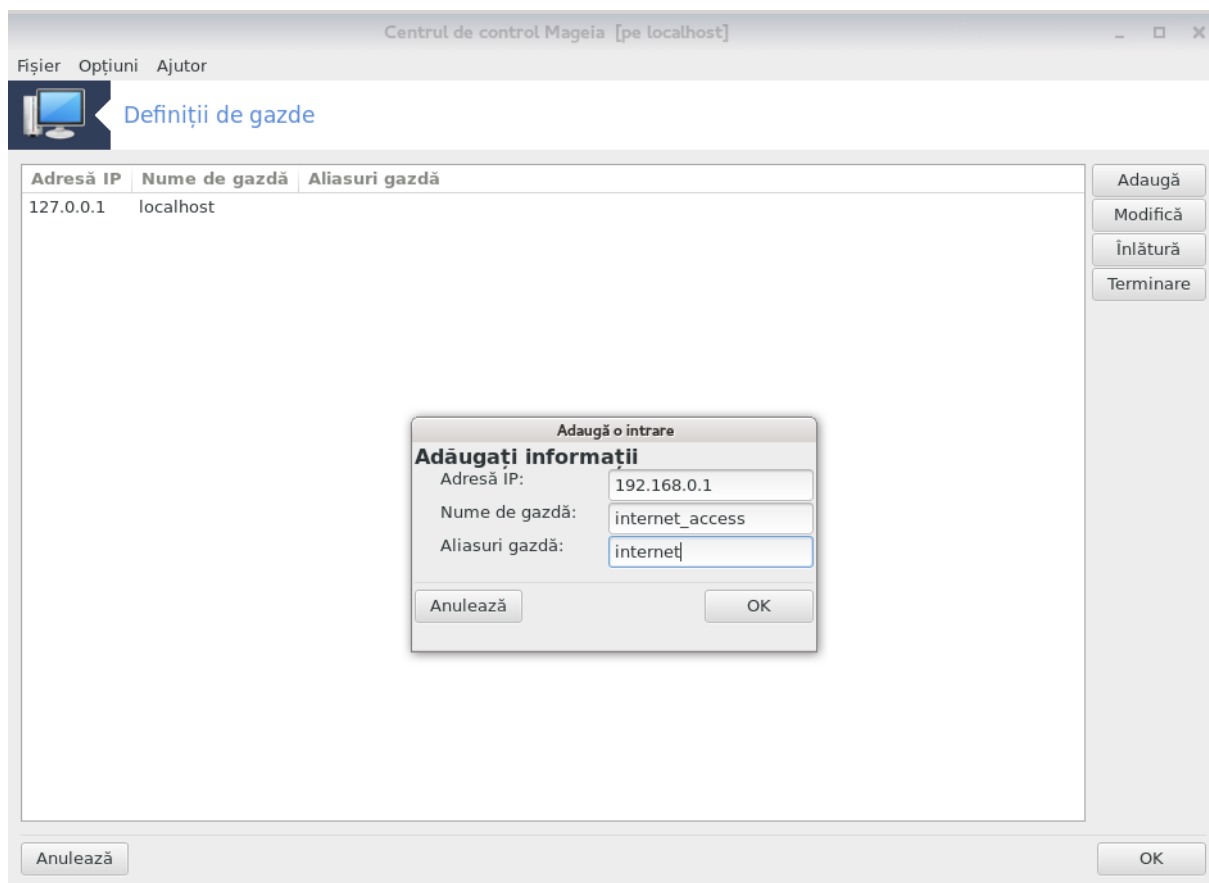 Centrul de control Mageia [pe localhost]
Fișier Opțiuni Ajutor
Definiții de gazde
Adresă IP Nume de gazdă Aliasuri gazdă
127.0.0.1 localhost
Adaugă
Modifică
Înlătură
Terminare
Adaugă o intrare
Adăugați informații
Adresă IP: 192.168.0.1
Nume de gazdă: internet_access
Aliasuri gazdă: internet
Anulează OK
Anulează OK